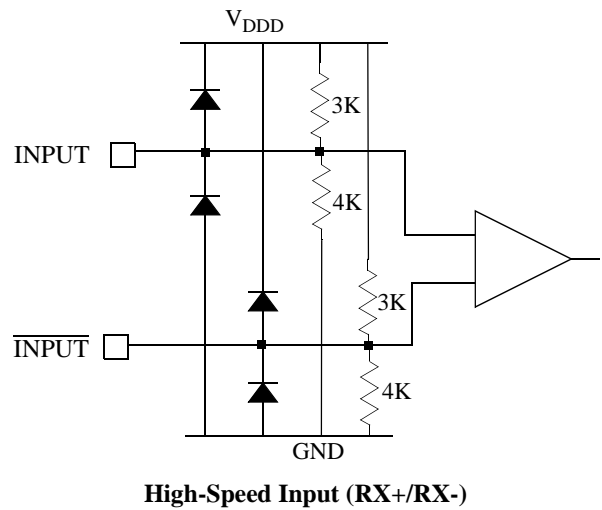 V_DDD
3K
INPUT
4K
3K
INPUT
4K
GND
High-Speed Input (RX+/RX-)